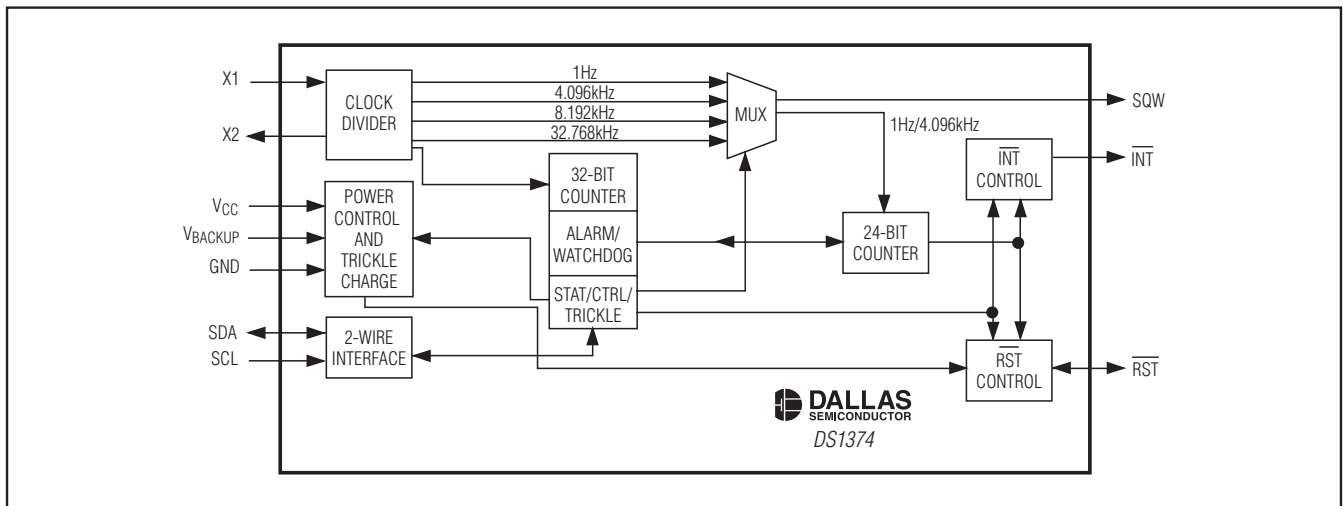 X1
X2
VCC
VBACKUP
GND
SDA
SCL
CLOCK
DIVIDER
1Hz
4.096kHz
8.192kHz
32.768kHz
MUX
SQW
1Hz/4.096kHz
INT
CONTROL
INT
POWER
CONTROL
AND
TRICKLE
CHARGE
32-BIT
COUNTER
ALARM/
WATCHDOG
STAT/CTRL/
TRICKLE
24-BIT
COUNTER
2-WIRE
INTERFACE
RST
CONTROL
RST
DALLAS
SEMICONDUCTOR
DS1374